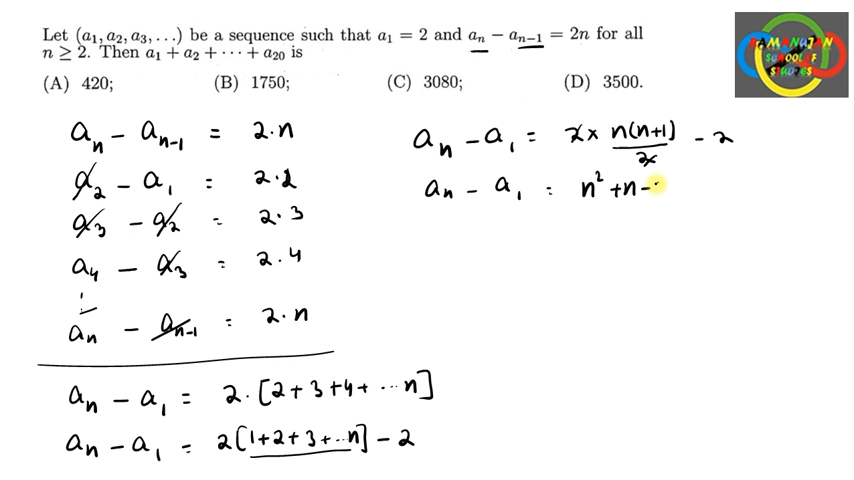 Let (a₁, a₂, a₃, . . .) be a sequence such that a₁ = 2 and aₙ − aₙ₋₁ = 2n for all
n ≥ 2. Then a₁ + a₂ + · · · + a₂₀ is
(A) 420; (B) 1750; (C) 3080; (D) 3500.
RAMANUJAN
SCHOOL OF
STUDIES
aₙ − aₙ₋₁ = 2·n
a₂ − a₁ = 2·2
a₃ − a₂ = 2·3
a₄ − a₃ = 2.4
aₙ − aₙ₋₁ = 2·n
aₙ − a₁ = 2·[2+3+4+ ··· n]
aₙ − a₁ = 2[1+2+3+··n] − 2
aₙ − a₁ = 2 × n(n+1)/2 − 2
aₙ − a₁ = n² + n −